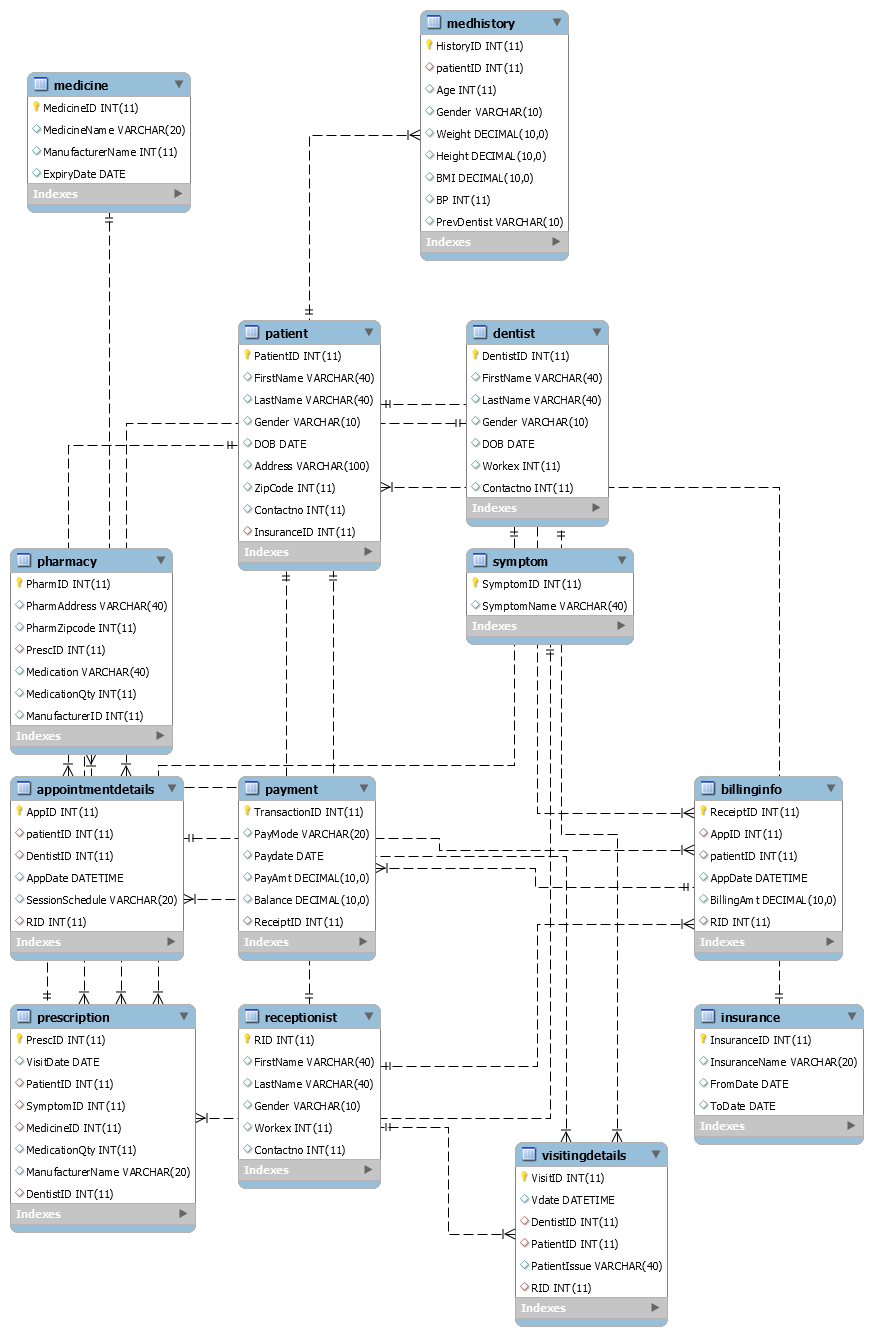 medhistory
HistoryID INT(11)
patientID INT(11)
Age INT(11)
Gender VARCHAR(10)
Weight DECIMAL(10,0)
Height DECIMAL(10,0)
BMI DECIMAL(10,0)
BP INT(11)
PrevDentist VARCHAR(10)
Indexes
medicine
MedicineID INT(11)
MedicineName VARCHAR(20)
ManufacturerName INT(11)
ExpiryDate DATE
Indexes
patient
PatientID INT(11)
FirstName VARCHAR(40)
LastName VARCHAR(40)
Gender VARCHAR(10)
DOB DATE
Address VARCHAR(100)
ZipCode INT(11)
Contactno INT(11)
InsuranceID INT(11)
Indexes
dentist
DentistID INT(11)
FirstName VARCHAR(40)
LastName VARCHAR(40)
Gender VARCHAR(10)
DOB DATE
Workex INT(11)
Contactno INT(11)
Indexes
pharmacy
PharmID INT(11)
PharmAddress VARCHAR(40)
PharmZipcode INT(11)
PrescID INT(11)
Medication VARCHAR(40)
MedicationQty INT(11)
ManufacturerID INT(11)
Indexes
symptom
SymptomID INT(11)
SymptomName VARCHAR(40)
Indexes
appointmentdetails
AppID INT(11)
patientID INT(11)
DentistID INT(11)
AppDate DATETIME
SessionSchedule VARCHAR(20)
RID INT(11)
Indexes
payment
TransactionID INT(11)
PayMode VARCHAR(20)
Paydate DATE
PayAmt DECIMAL(10,0)
Balance DECIMAL(10,0)
ReceiptID INT(11)
Indexes
billinginfo
ReceiptID INT(11)
AppID INT(11)
patientID INT(11)
AppDate DATETIME
BillingAmt DECIMAL(10,0)
RID INT(11)
Indexes
prescription
PrescID INT(11)
VisitDate DATE
PatientID INT(11)
SymptomID INT(11)
MedicineID INT(11)
MedicationQty INT(11)
ManufacturerName VARCHAR(20)
DentistID INT(11)
Indexes
receptionist
RID INT(11)
FirstName VARCHAR(40)
LastName VARCHAR(40)
Gender VARCHAR(10)
Workex INT(11)
Contactno INT(11)
Indexes
insurance
InsuranceID INT(11)
InsuranceName VARCHAR(20)
FromDate DATE
ToDate DATE
Indexes
visitingdetails
VisitID INT(11)
Vdate DATETIME
DentistID INT(11)
PatientID INT(11)
PatientIssue VARCHAR(40)
RID INT(11)
Indexes